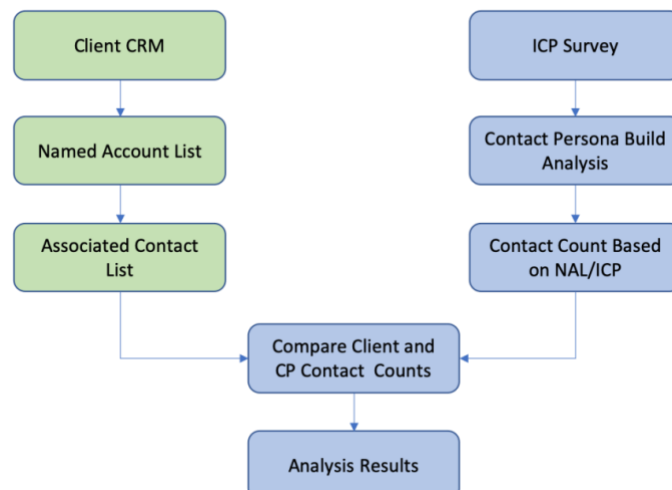 Client CRM
ICP Survey
Named Account List
Contact Persona Build
Analysis
Associated Contact
List
Contact Count Based
on NAL/ICP
Compare Client and
CP Contact Counts
Analysis Results